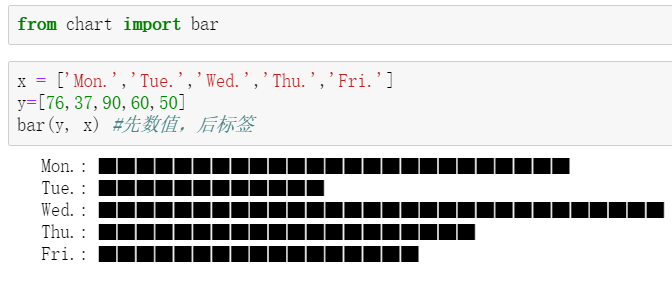 from chart import bar
x = ['Mon.','Tue.','Wed.','Thu.','Fri.']
y=[76,37,90,60,50]
bar(y, x) #先数值，后标签
Mon.:
Tue.:
Wed.:
Thu.:
Fri.: